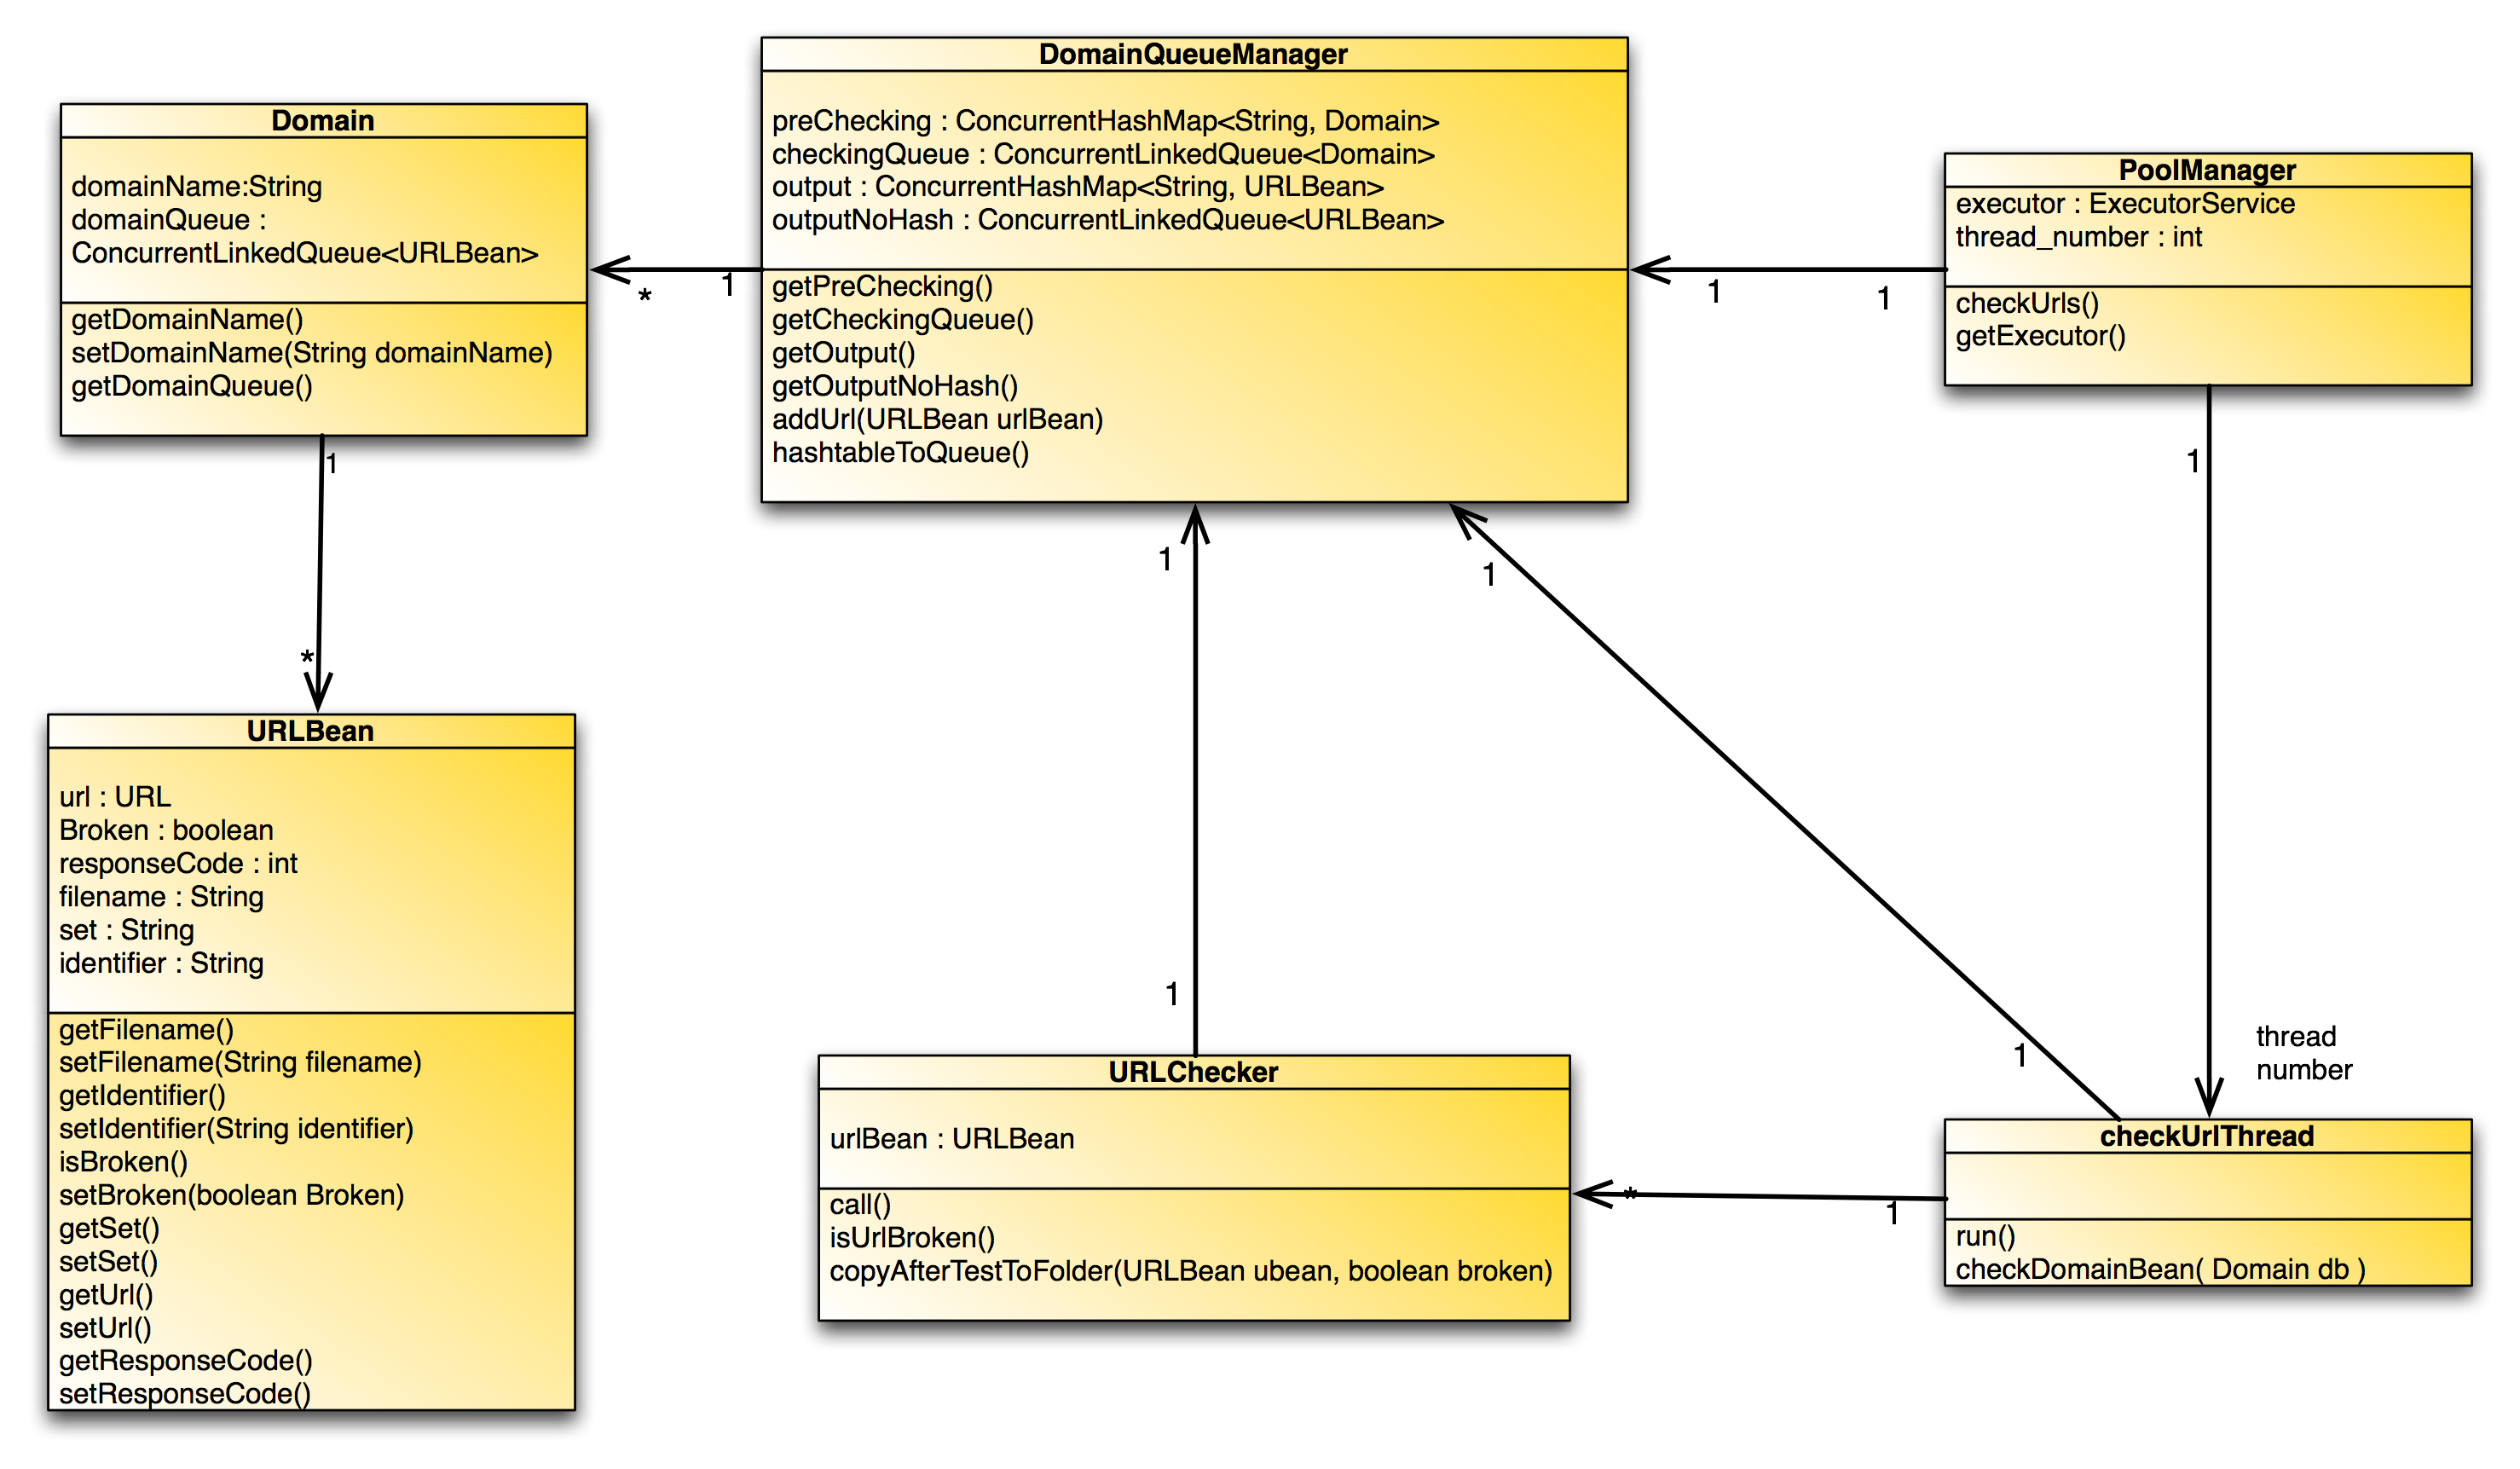 Domain
domainName:String
domainQueue :
ConcurrentLinkedQueue<URLBean>
getDomainName()
setDomainName(String domainName)
getDomainQueue()
1
*
DomainQueueManager
preChecking : ConcurrentHashMap<String, Domain>
checkingQueue : ConcurrentLinkedQueue<Domain>
output : ConcurrentHashMap<String, URLBean>
outputNoHash : ConcurrentLinkedQueue<URLBean>
getPreChecking()
getCheckingQueue()
getOutput()
getOutputNoHash()
addUrl(URLBean urlBean)
hashtableToQueue()
*
1
PoolManager
executor : ExecutorService
thread_number : int
checkUrls()
getExecutor()
1
1
1
thread
number
URLBean
url : URL
Broken : boolean
responseCode : int
filename : String
set : String
identifier : String
getFilename()
setFilename(String filename)
getIdentifier()
setIdentifier(String identifier)
isBroken()
setBroken(boolean Broken)
getSet()
setSet()
getUrl()
setUrl()
getResponseCode()
setResponseCode()
1
1
1
1
URLChecker
urlBean : URLBean
call()
isUrlBroken()
copyAfterTestToFolder(URLBean ubean, boolean broken)
*
1
checkUrlThread
run()
checkDomainBean( Domain db )